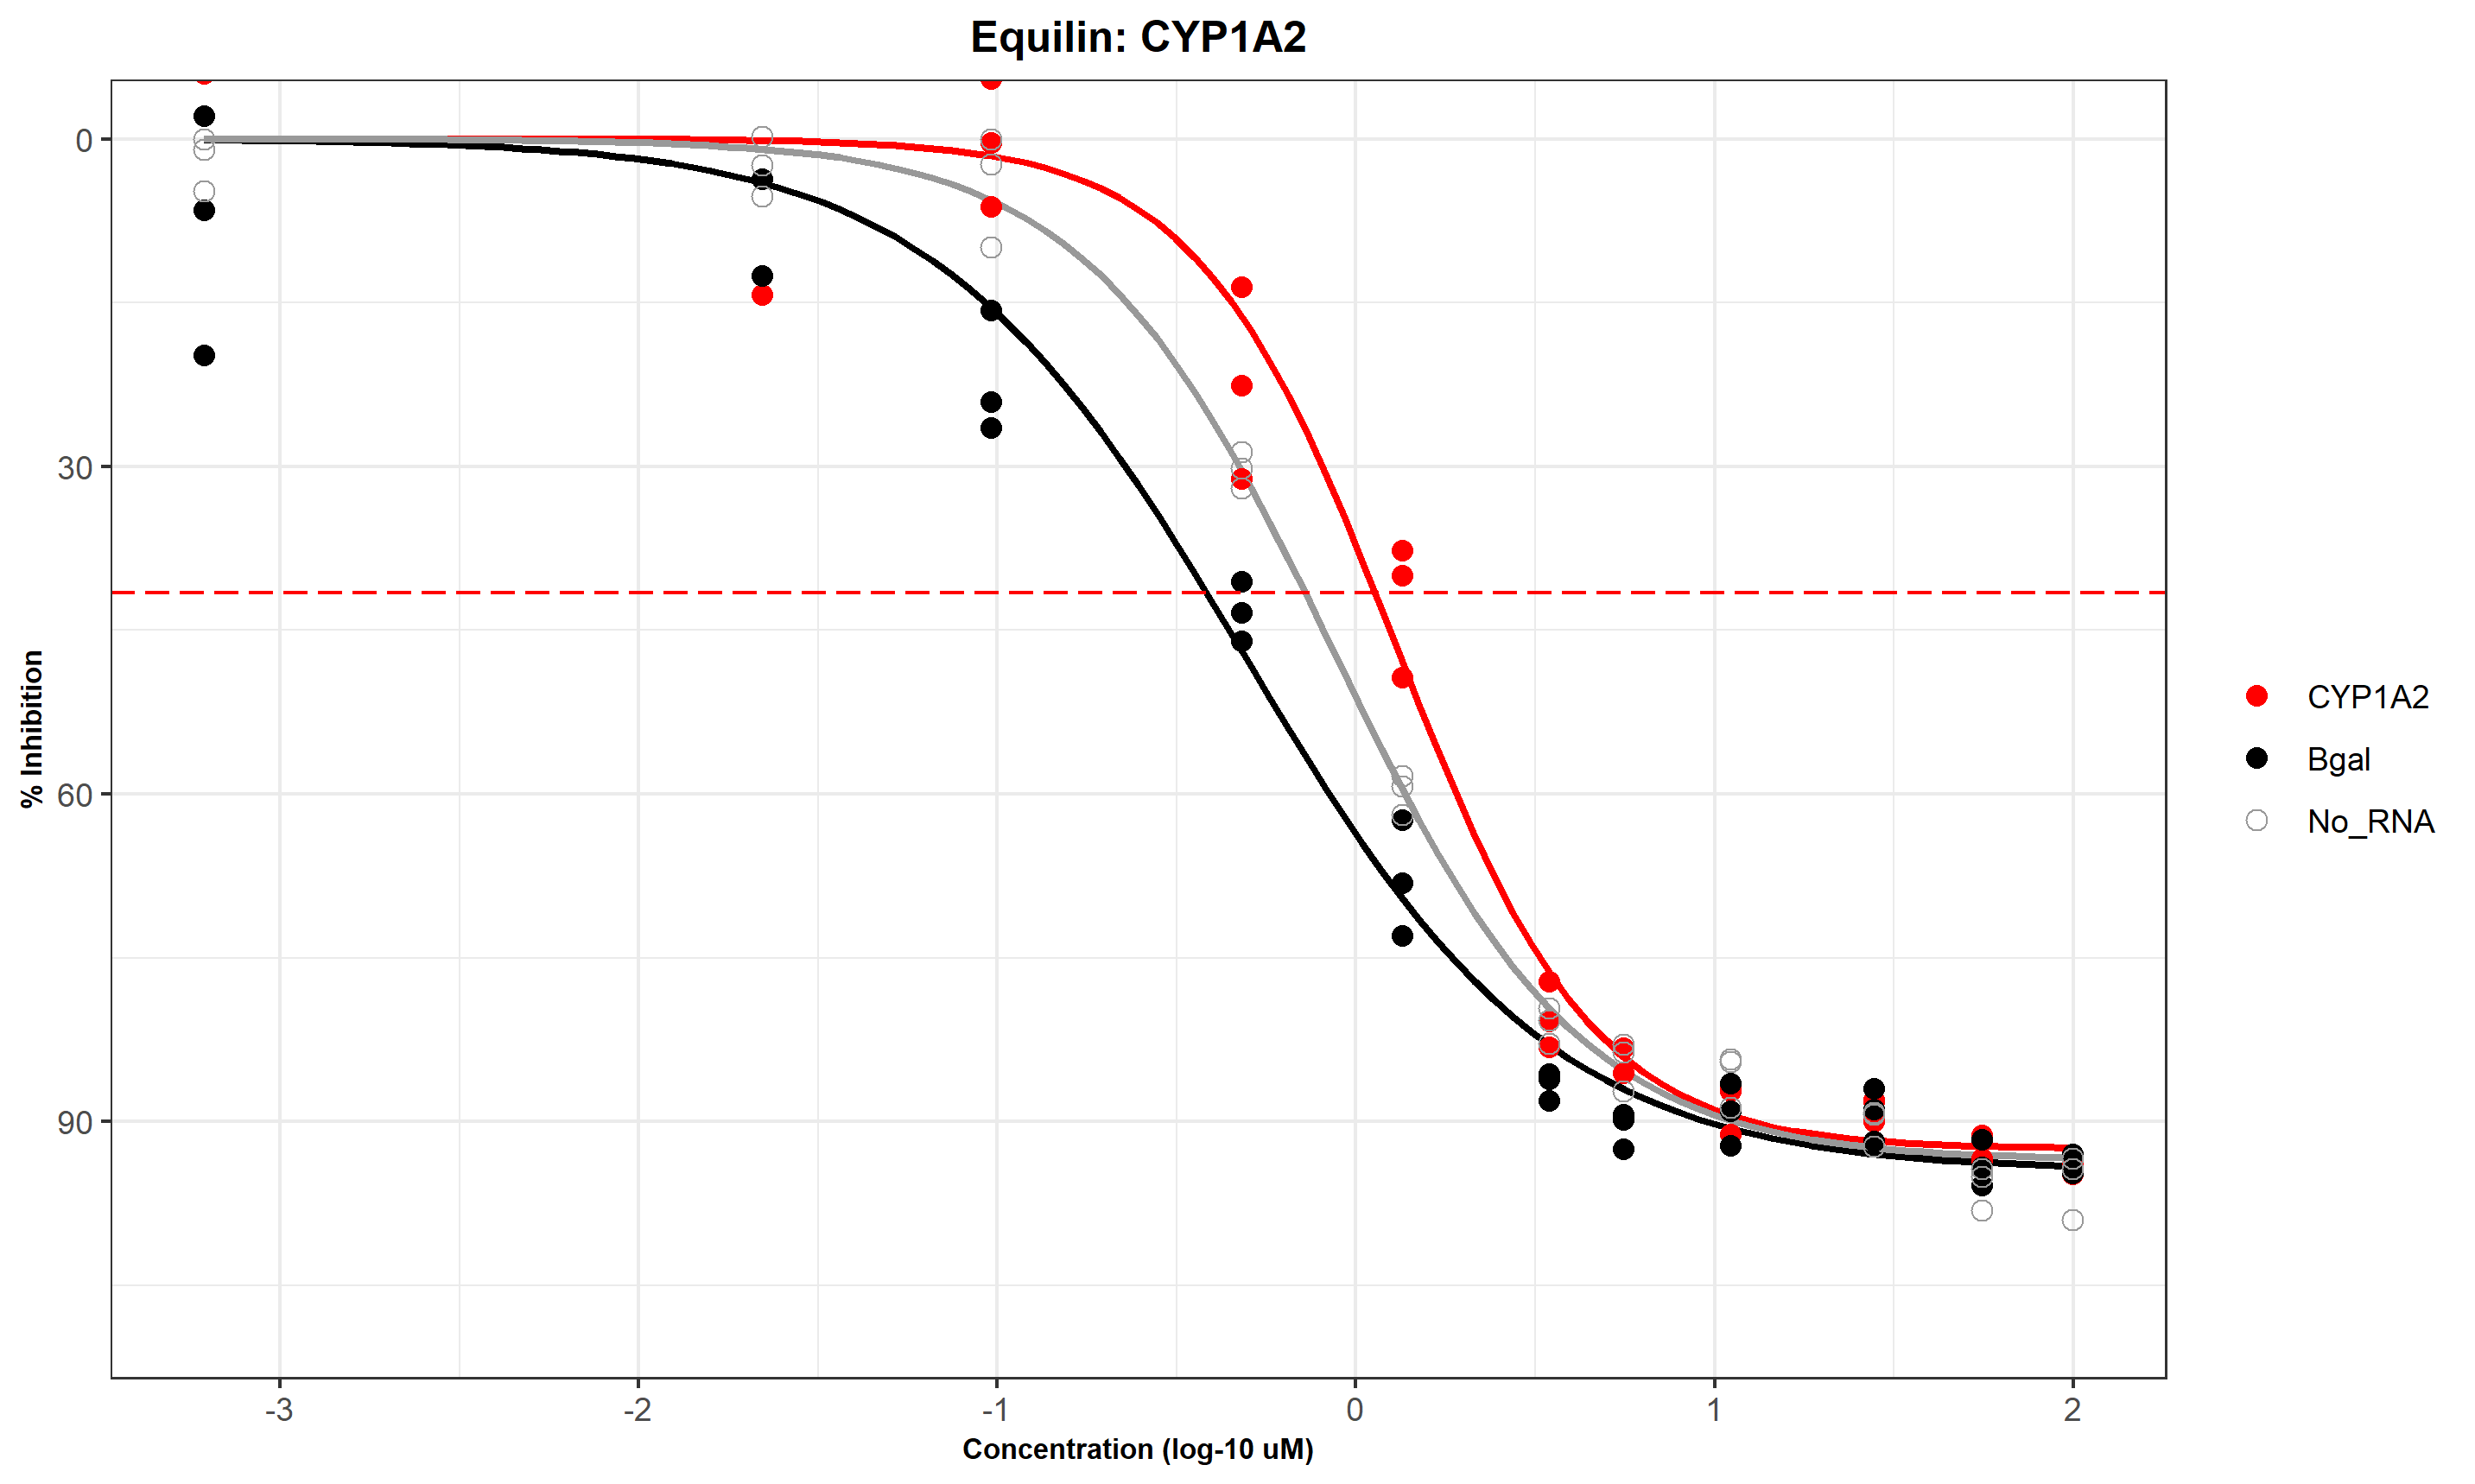 Equilin: CYP1A2
% Inhibition
0
30
60
90
-3
-2
-1
0
1
2
Concentration (log-10 uM)
CYP1A2
Bgal
No_RNA